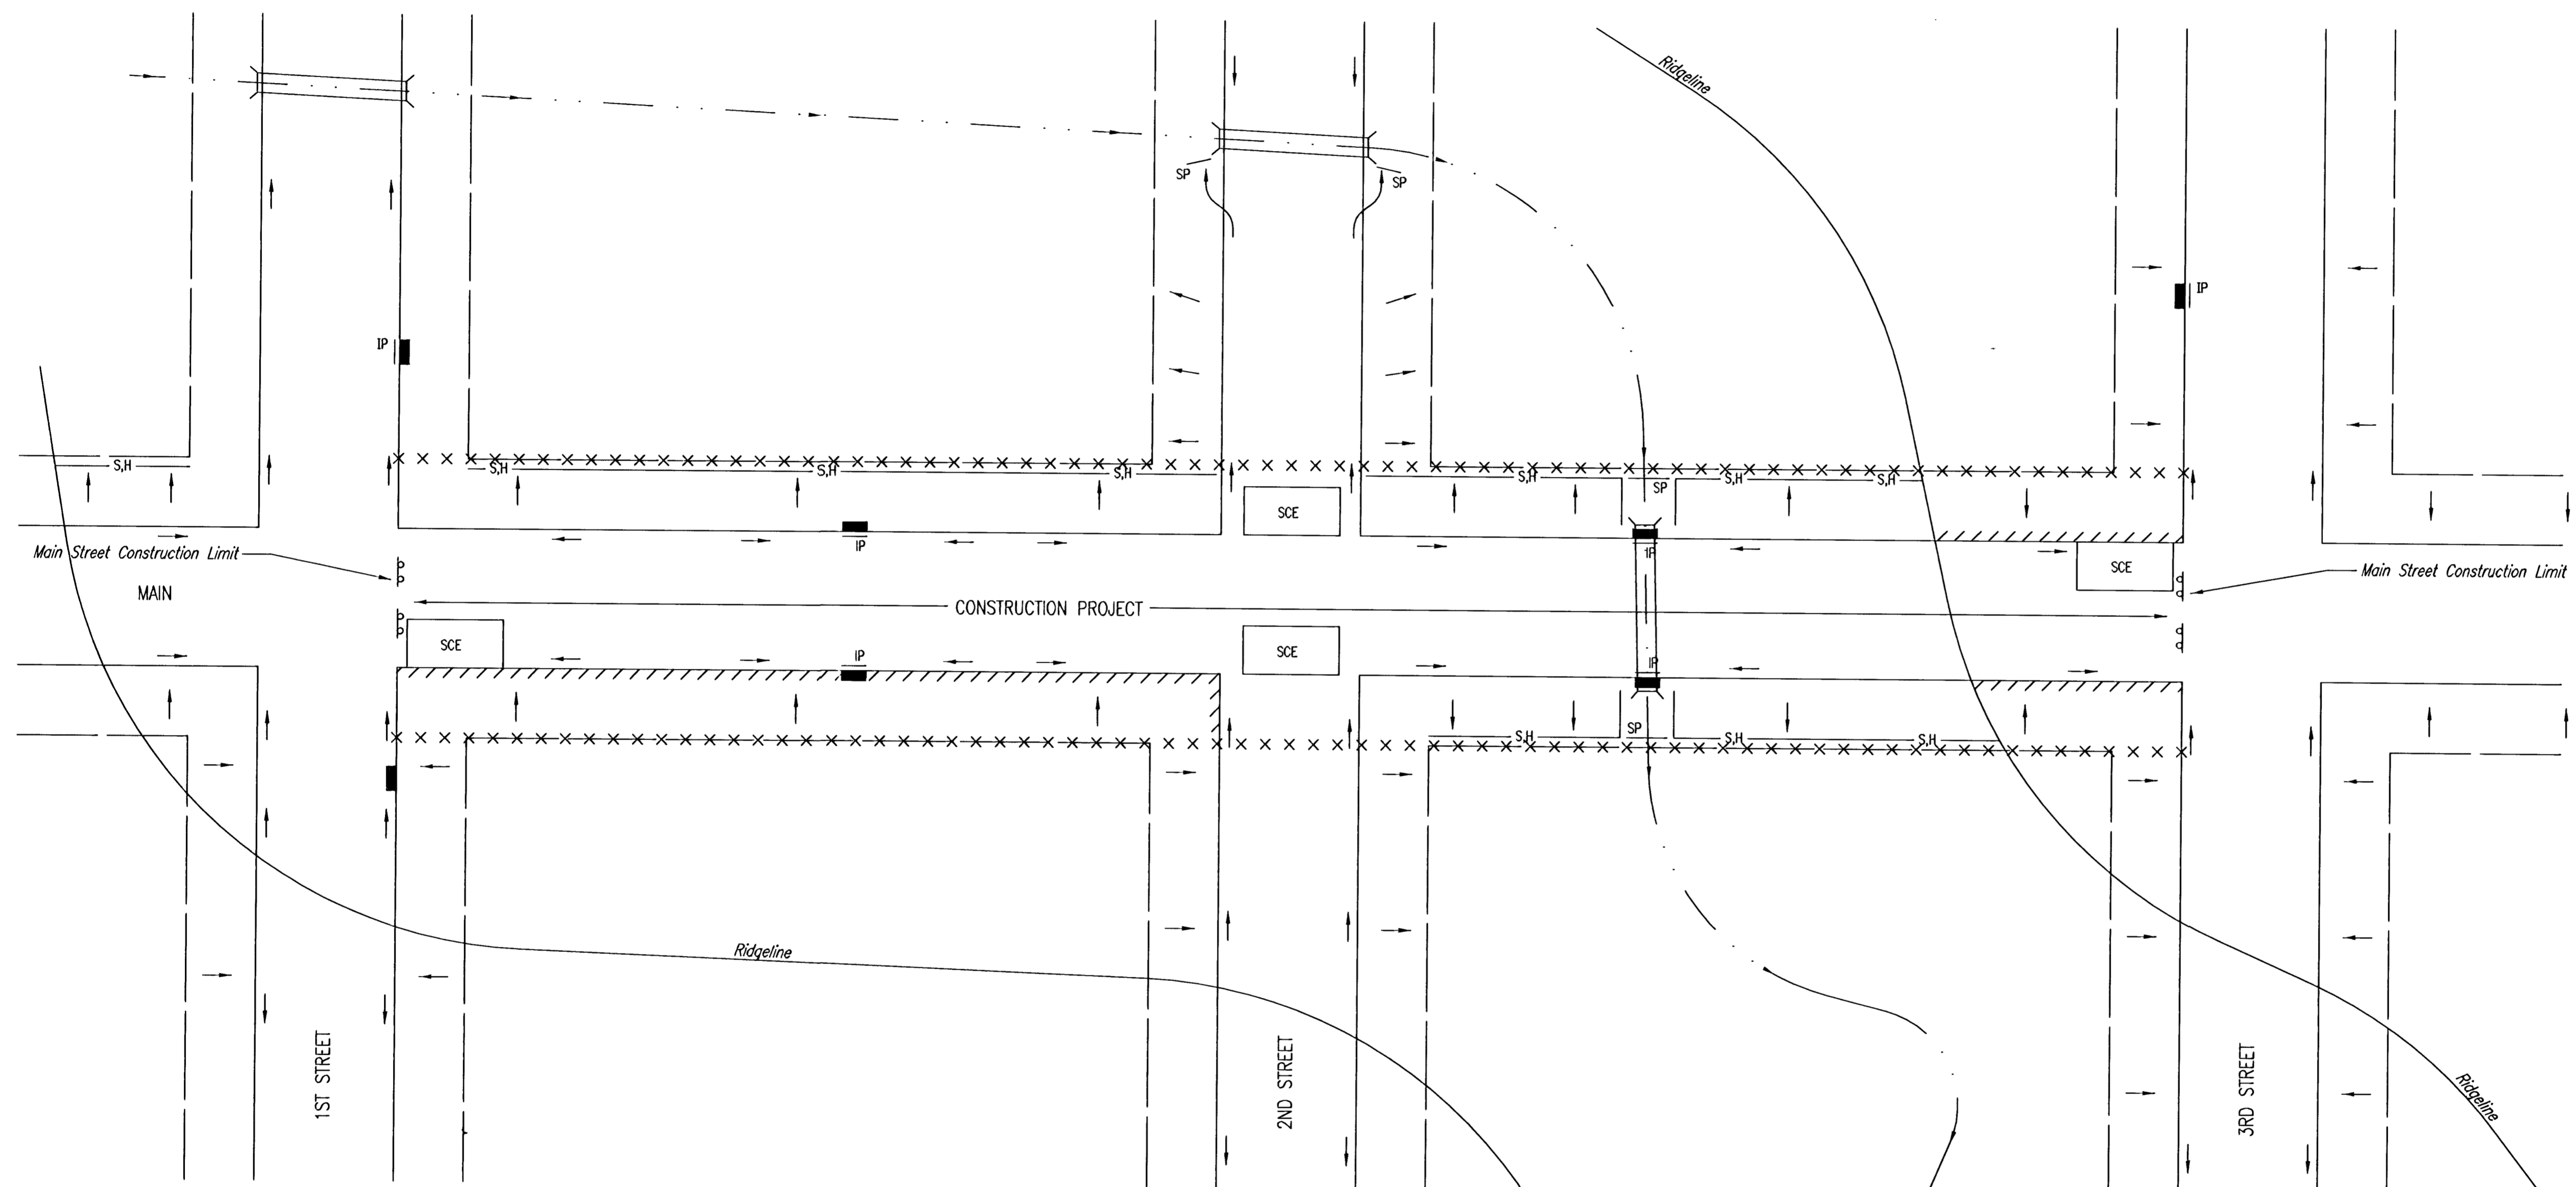 Ridgeline
SP
SP
IP
IP
S,H
S,H
S,H
S,H
S,H
SP
S,H
S,H
SCE
Main Street Construction Limit
IP
IP
SCE
Main Street Construction Limit
MAIN
CONSTRUCTION PROJECT
SCE
IP
SCE
IP
S,H
SP
S,H
S,H
Ridgeline
1ST STREET
2ND STREET
3RD STREET
Ridgeline